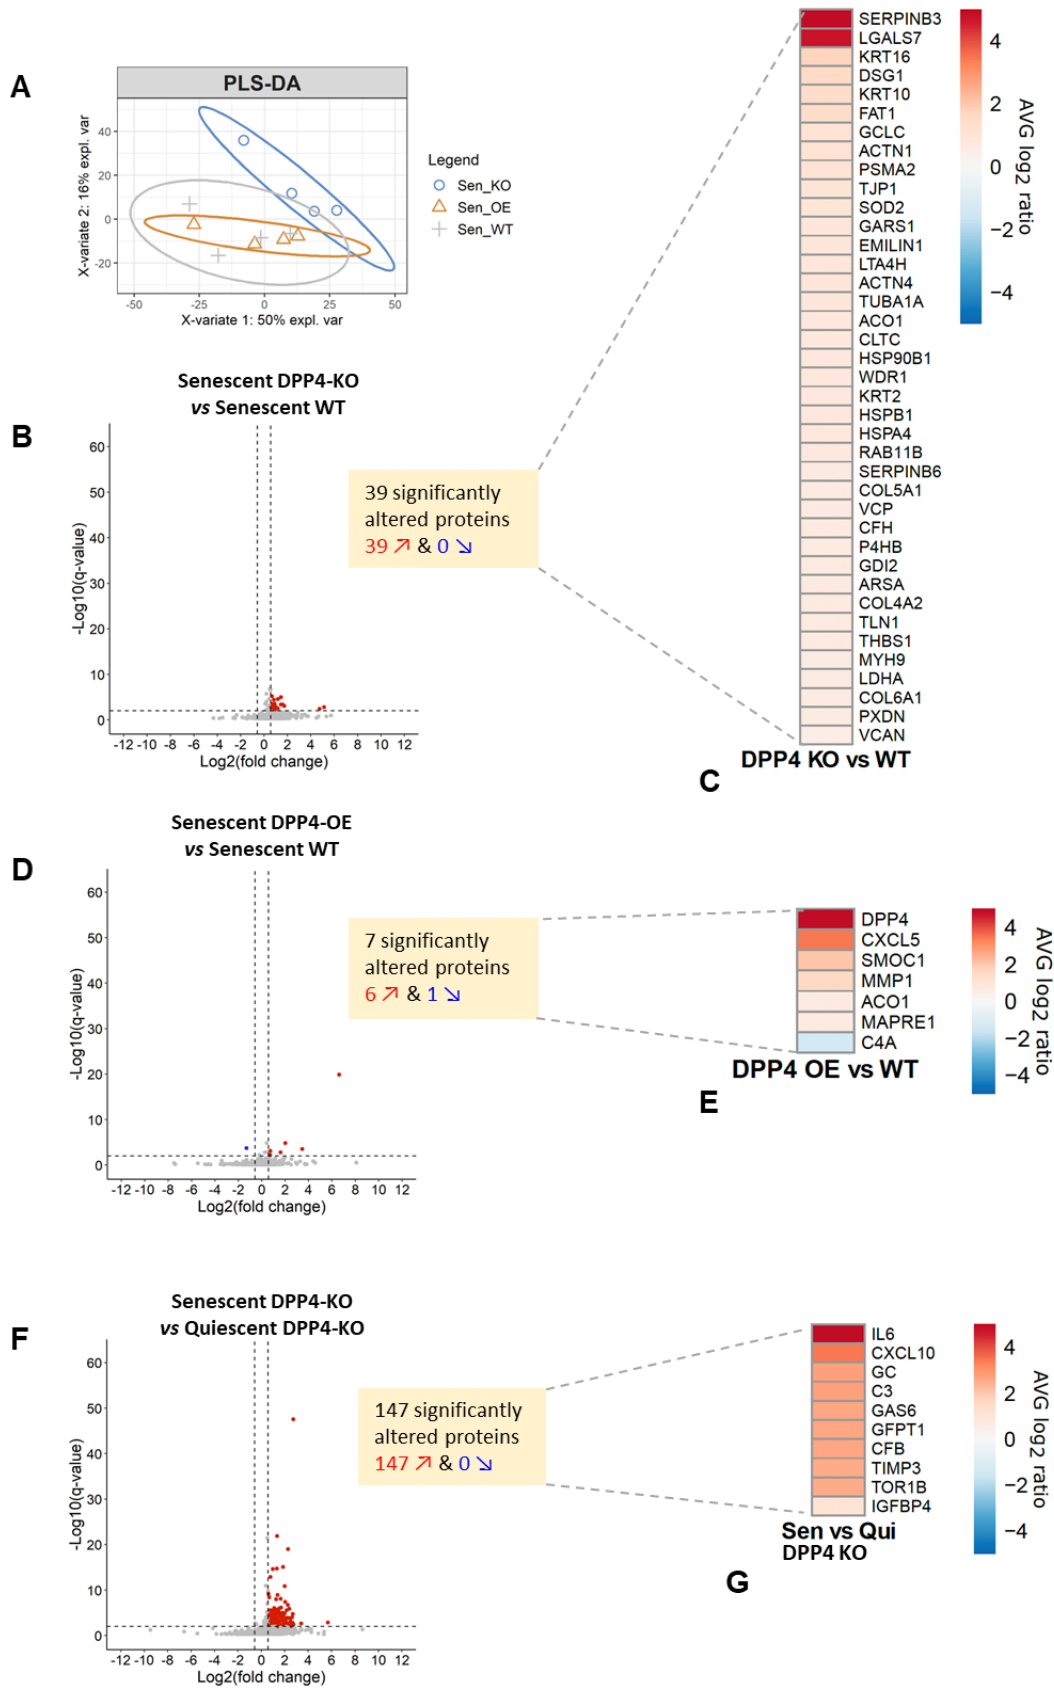 A
PLS-DA
X-variate 2: 16% expl. var
40
20
0
-20
-50
-25
0
25
50
X-variate 1: 50% expl. var
Legend
Sen_KO
Sen_OE
Sen_WT
B
Senescent DPP4-KO
vs Senescent WT
-Log10(q-value)
60
50
40
30
20
10
0
-12 -10 -8 -6 -4 -2 0 2 4 6 8 10 12
Log2(fold change)
39 significantly
altered proteins
39 ↗ & 0 ↘
SERPINB3
LGALS7
KRT16
DSG1
KRT10
FAT1
GCLC
ACTN1
PSMA2
TJP1
SOD2
GARS1
EMILIN1
LTA4H
ACTN4
TUBA1A
ACO1
CLTC
HSP90B1
WDR1
KRT2
HSPB1
HSPA4
RAB11B
SERPINB6
COL5A1
VCP
CFH
P4HB
GDI2
ARSA
COL4A2
TLN1
THBS1
MYH9
LDHA
COL6A1
PXDN
VCAN
DPP4 KO vs WT
4
2
0
−2
−4
AVG log2 ratio
C
D
Senescent DPP4-OE
vs Senescent WT
-Log10(q-value)
60
50
40
30
20
10
0
-12 -10 -8 -6 -4 -2 0 2 4 6 8 10 12
Log2(fold change)
7 significantly
altered proteins
6 ↗ & 1 ↘
DPP4
CXCL5
SMOC1
MMP1
ACO1
MAPRE1
C4A
DPP4 OE vs WT
4
2
0
−2
−4
AVG log2 ratio
E
F
Senescent DPP4-KO
vs Quiescent DPP4-KO
-Log10(q-value)
60
50
40
30
20
10
0
-12 -10 -8 -6 -4 -2 0 2 4 6 8 10 12
Log2(fold change)
147 significantly
altered proteins
147 ↗ & 0 ↘
IL6
CXCL10
GC
C3
GAS6
GFPT1
CFB
TIMP3
TOR1B
IGFBP4
Sen vs Qui
DPP4 KO
4
2
0
−2
−4
AVG log2 ratio
G